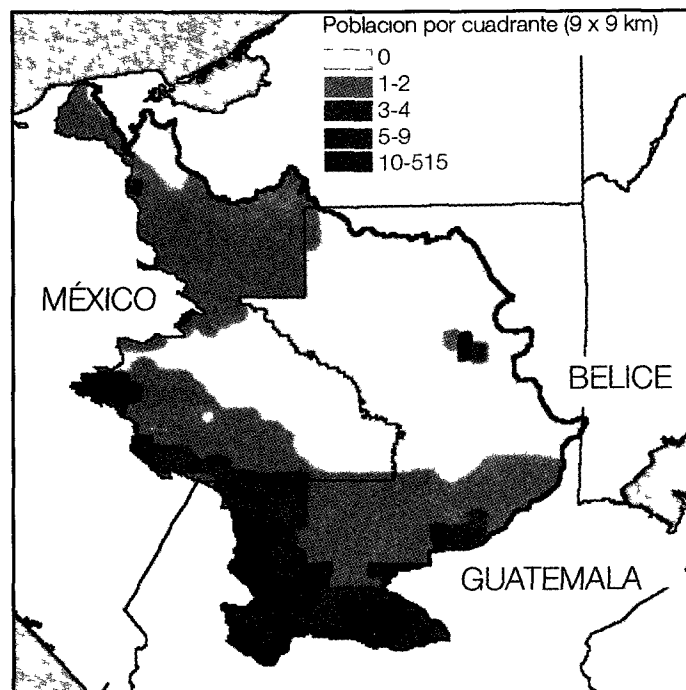 Poblacion por cuadrante (9 x 9 km)
0
1-2
3-4
5-9
10-515
MÉXICO
BELICE
GUATEMALA